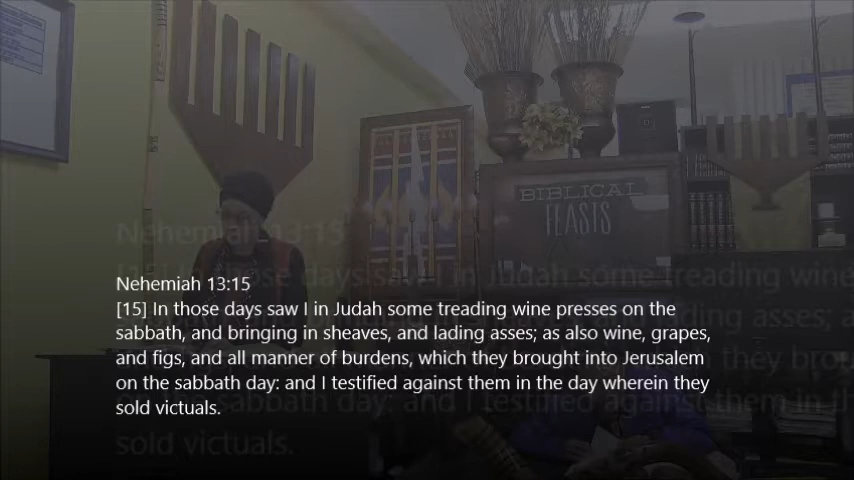 BIBLICAL
FEASTS
Nehemiah 13:15
[15] In those days saw I in Judah some treading wine presses on the
sabbath, and bringing in sheaves, and lading asses; as also wine, grapes,
and figs, and all manner of burdens, which they brought into Jerusalem
on the sabbath day: and I testified against them in the day wherein they
sold victuals.